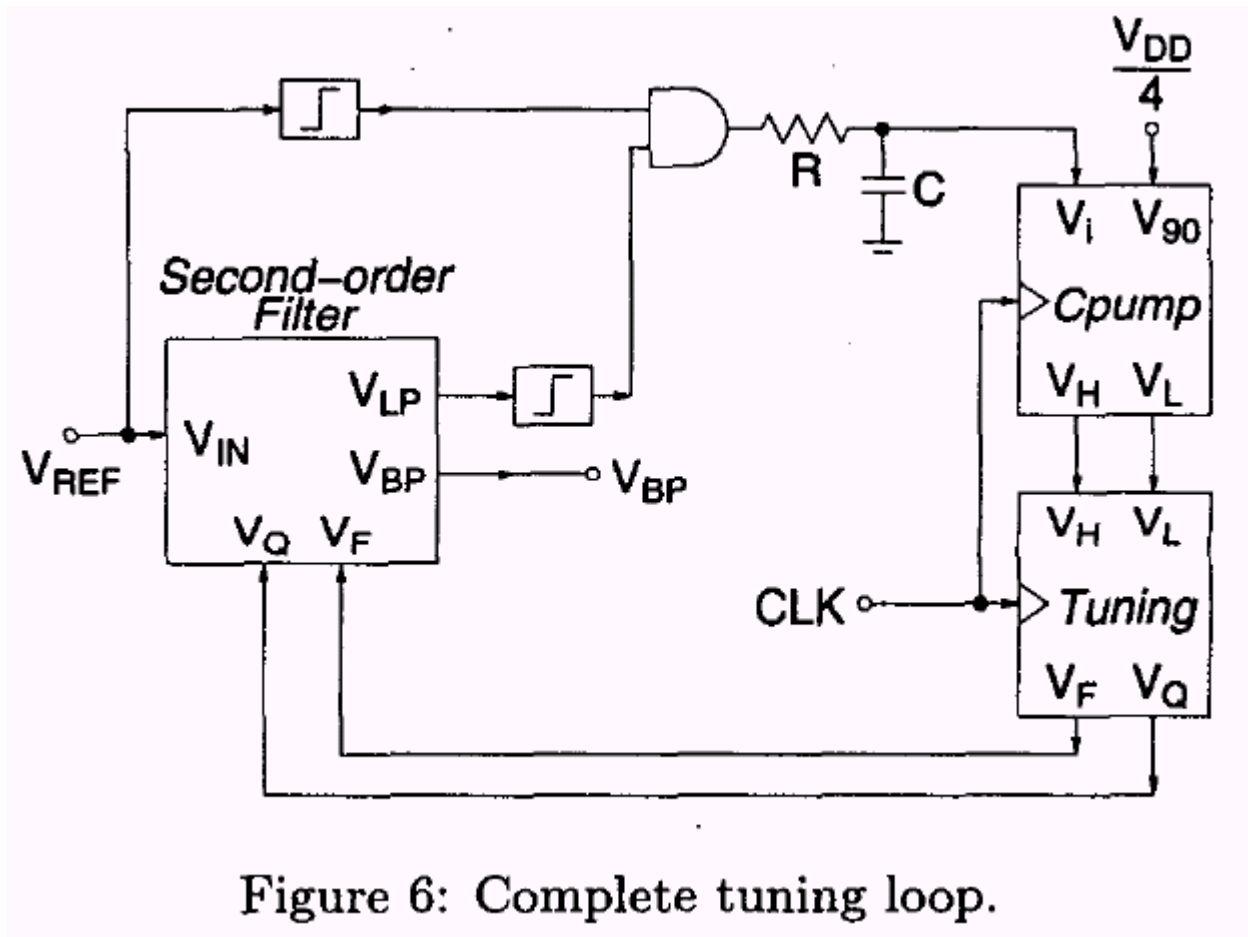 V_DD
4
R
C
V_i V_90
Cpump
V_H V_L
Second-order
Filter
V_LP
V_IN
V_REF
V_BP
V_BP
V_Q V_F
V_H V_L
CLK
Tuning
V_F V_Q
Figure 6: Complete tuning loop.